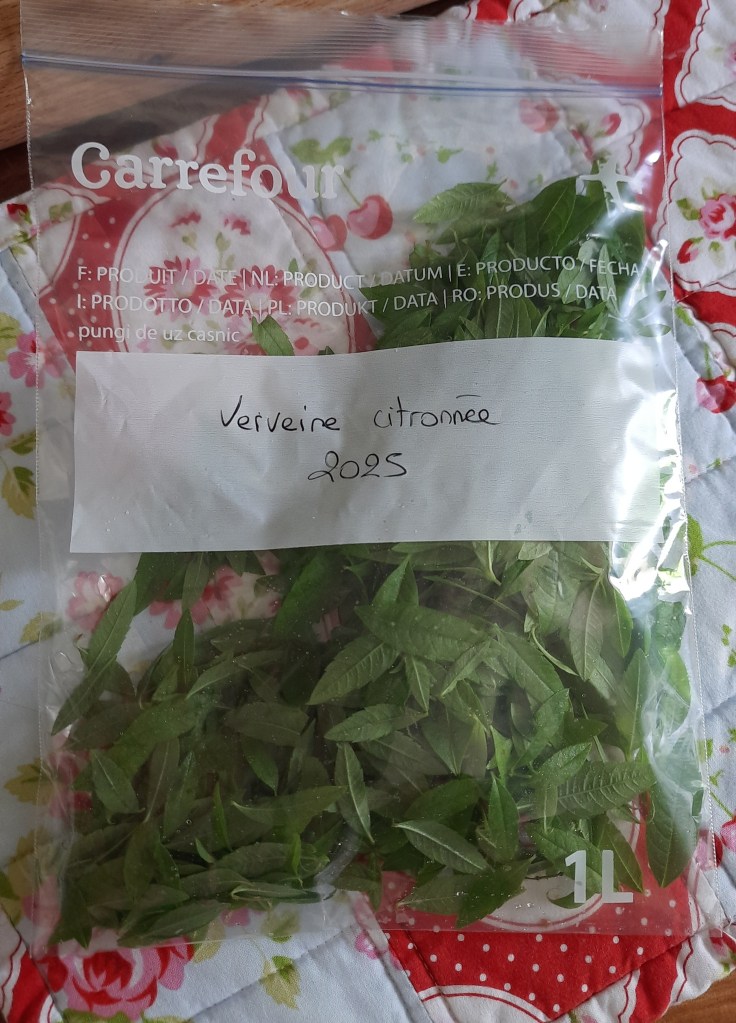 Carrefour
F: PRODUIT / DATE | NL: PRODUCT / DATUM | E: PRODUCTO / FECHA
I: PRODOTTO / DATA | PL: PRODUKT / DATA | RO: PRODUS / DATA
pungi de uz casnic
Verveine citronnée
2025
1L